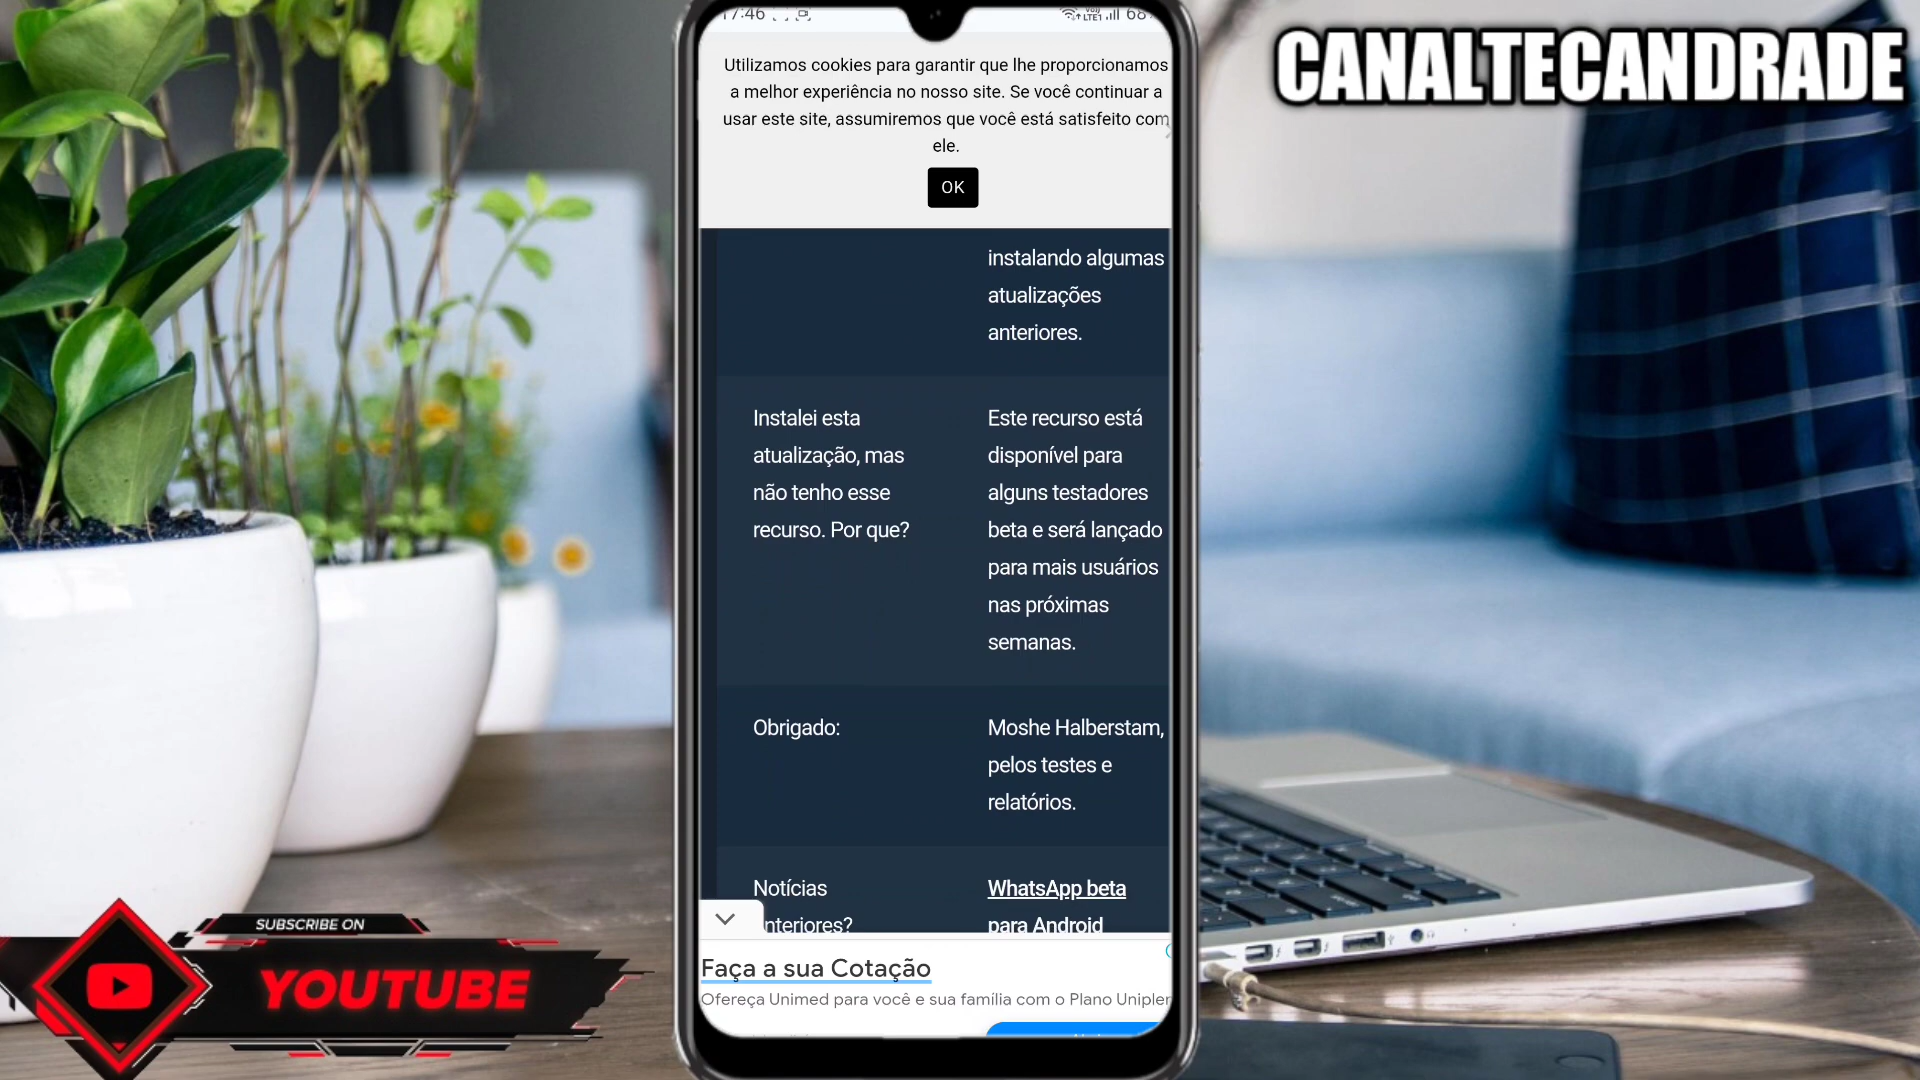 CANALTECANDRADE
17:46
68
Utilizamos cookies para garantir que lhe proporcionamos
a melhor experiência no nosso site. Se você continuar a
usar este site, assumiremos que você está satisfeito com
ele.
OK
instalando algumas
atualizações
anteriores.
Instalei esta
atualização, mas
não tenho esse
recurso. Por que?
Este recurso está
disponível para
alguns testadores
beta e será lançado
para mais usuários
nas próximas
semanas.
Obrigado:
Moshe Halberstam,
pelos testes e
relatórios.
Notícias
nteriores?
WhatsApp beta
para Android
Faça a sua Cotação
Ofereça Unimed para você e sua família com o Plano Unipler
SUBSCRIBE ON
YOUTUBE